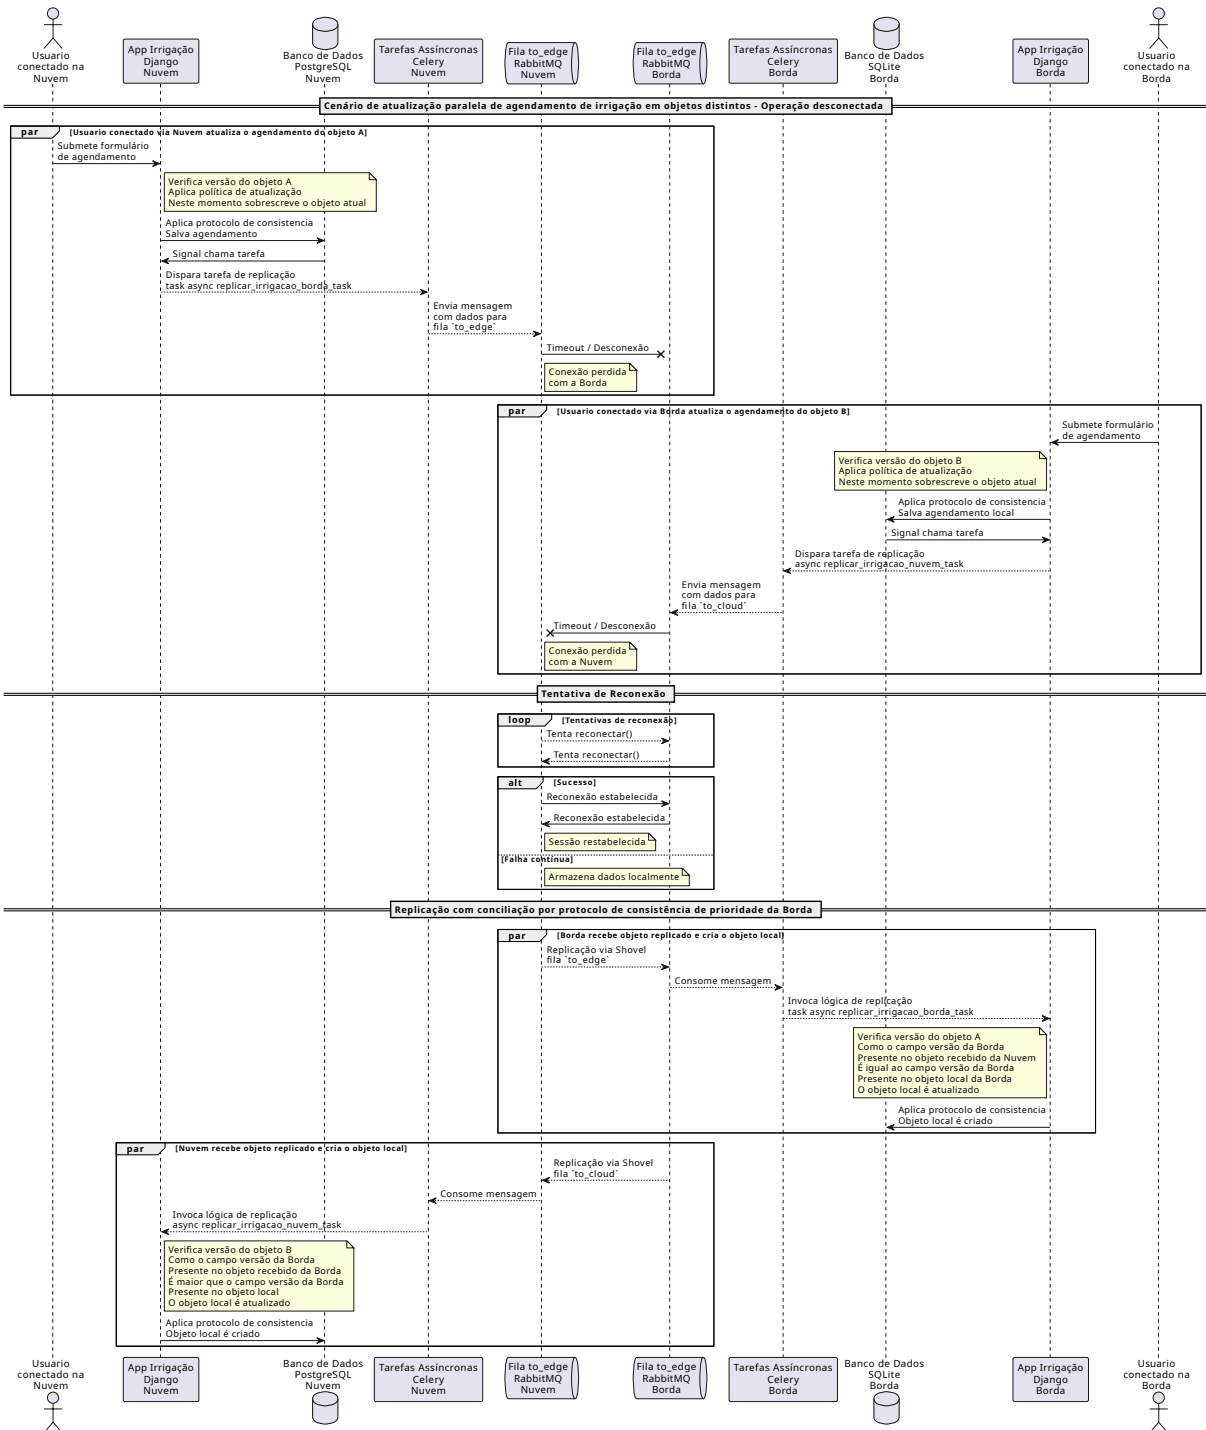 Usuario
conectado na
Nuvem
App Irrigação
Django
Nuvem
Banco de Dados
PostgreSQL
Nuvem
Tarefas Assíncronas
Celery
Nuvem
Fila to_edge
RabbitMQ
Nuvem
Fila to_edge
RabbitMQ
Borda
Tarefas Assíncronas
Celery
Borda
Banco de Dados
SQLite
Borda
App Irrigação
Django
Borda
Usuario
conectado na
Borda
Cenário de atualização paralela de agendamento de irrigação em objetos distintos - Operação desconectada
par [Usuario conectado via Nuvem atualiza o agendamento do objeto A]
Submete formulário
de agendamento
Verifica versão do objeto A
Aplica política de atualização
Neste momento sobrescreve o objeto atual
Aplica protocolo de consistencia
Salva agendamento
Signal chama tarefa
Dispara tarefa de replicação
task async replicar_irrigacao_borda_task
Envia mensagem
com dados para
fila `to_edge`
Timeout / Desconexão
Conexão perdida
com a Borda
par [Usuario conectado via Borda atualiza o agendamento do objeto B]
Submete formulário
de agendamento
Verifica versão do objeto B
Aplica política de atualização
Neste momento sobrescreve o objeto atual
Aplica protocolo de consistencia
Salva agendamento local
Signal chama tarefa
Dispara tarefa de replicação
async replicar_irrigacao_nuvem_task
Envia mensagem
com dados para
fila `to_cloud`
Timeout / Desconexão
Conexão perdida
com a Nuvem
Tentativa de Reconexão
loop [Tentativas de reconexão]
Tenta reconectar()
Tenta reconectar()
alt [Sucesso]
Reconexão estabelecida
Reconexão estabelecida
Sessão restabelecida
[Falha contínua]
Armazena dados localmente
Replicação com conciliação por protocolo de consistência de prioridade da Borda
par [Borda recebe objeto replicado e cria o objeto local]
Replicação via Shovel
fila `to_edge`
Consome mensagem
Invoca lógica de replicação
task async replicar_irrigacao_borda_task
Verifica versão do objeto A
Como o campo versão da Borda
Presente no objeto recebido da Nuvem
É igual ao campo versão da Borda
Presente no objeto local da Borda
O objeto local é atualizado
Aplica protocolo de consistencia
Objeto local é criado
par [Nuvem recebe objeto replicado e cria o objeto local]
Replicação via Shovel
fila `to_cloud`
Consome mensagem
Invoca lógica de replicação
async replicar_irrigacao_nuvem_task
Verifica versão do objeto B
Como o campo versão da Borda
Presente no objeto recebido da Borda
É maior que o campo versão da Borda
Presente no objeto local
O objeto local é atualizado
Aplica protocolo de consistencia
Objeto local é criado
Usuario
conectado na
Nuvem
App Irrigação
Django
Nuvem
Banco de Dados
PostgreSQL
Nuvem
Tarefas Assíncronas
Celery
Nuvem
Fila to_edge
RabbitMQ
Nuvem
Fila to_edge
RabbitMQ
Borda
Tarefas Assíncronas
Celery
Borda
Banco de Dados
SQLite
Borda
App Irrigação
Django
Borda
Usuario
conectado na
Borda